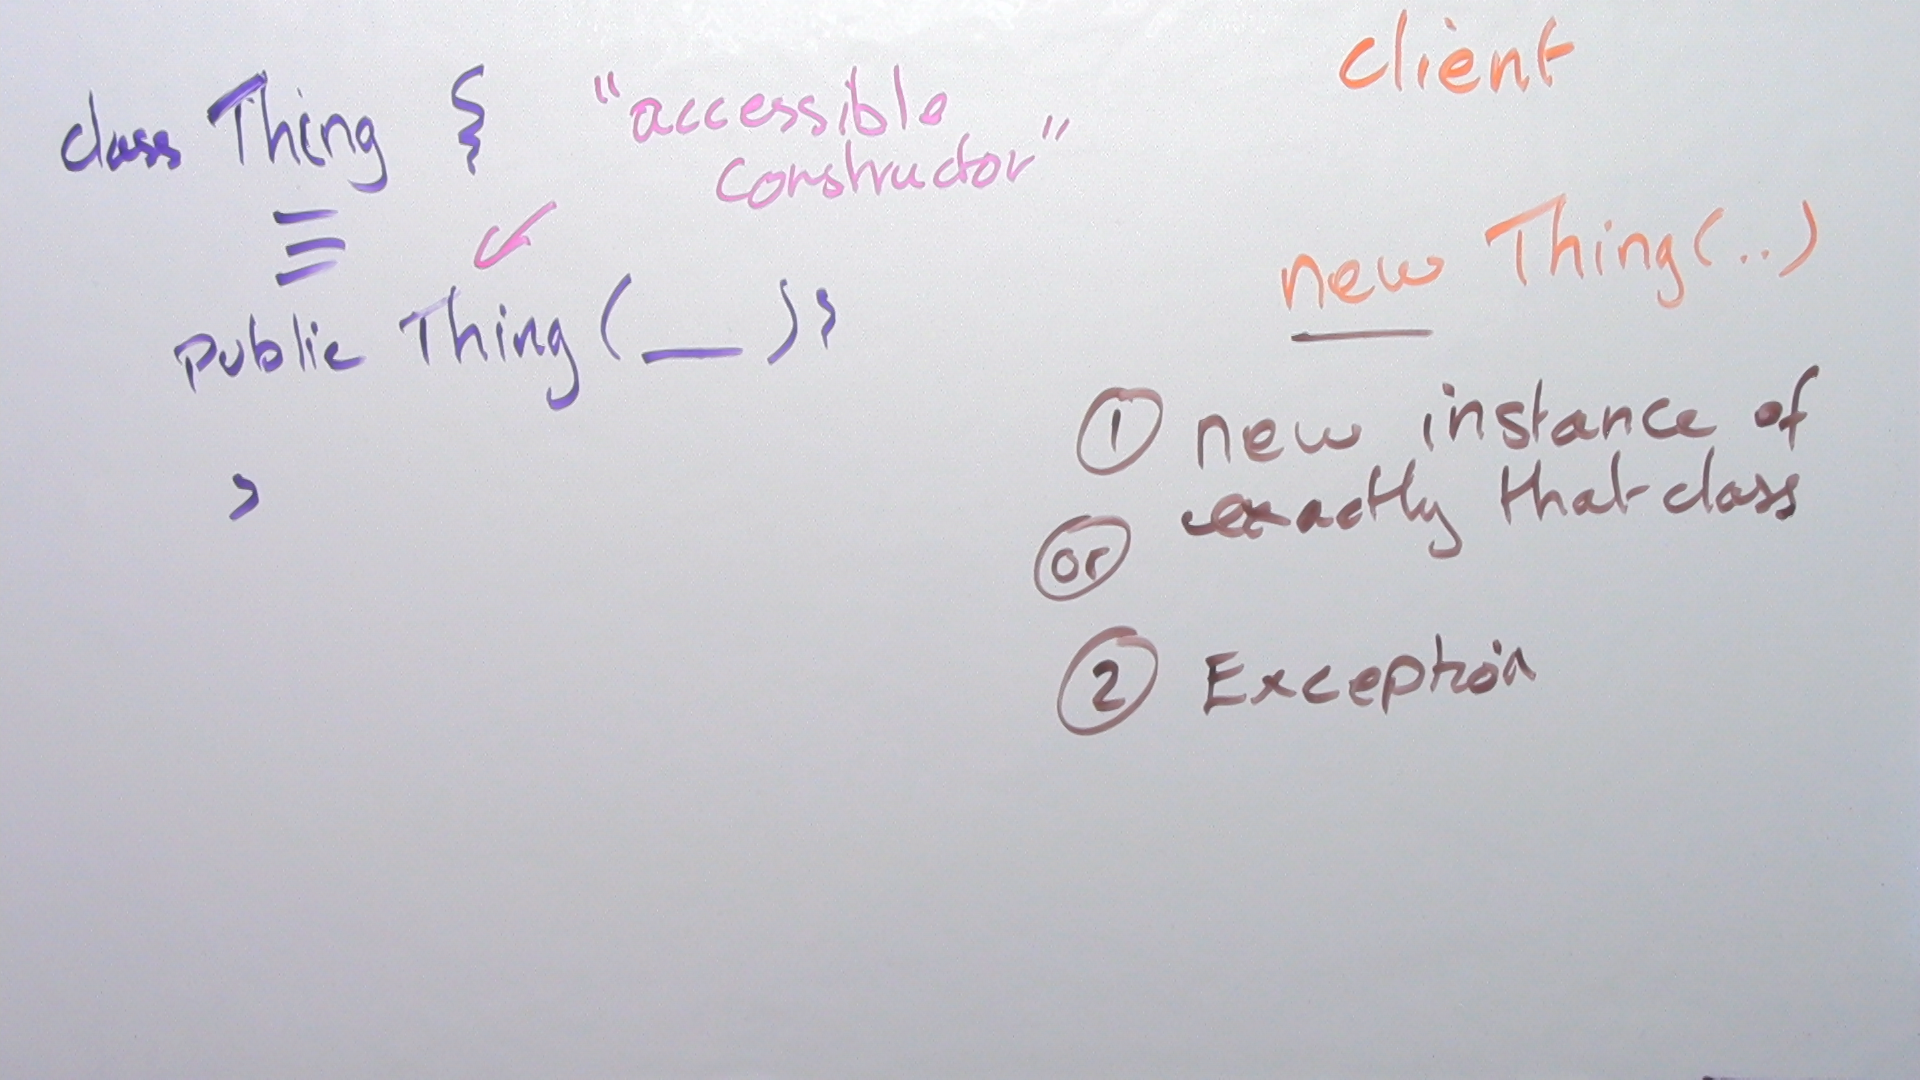 class Thing {
"accessible
constructor"
public Thing(__)}
}
client
new Thing(..)
① new instance of
exactly that class
or
② Exception